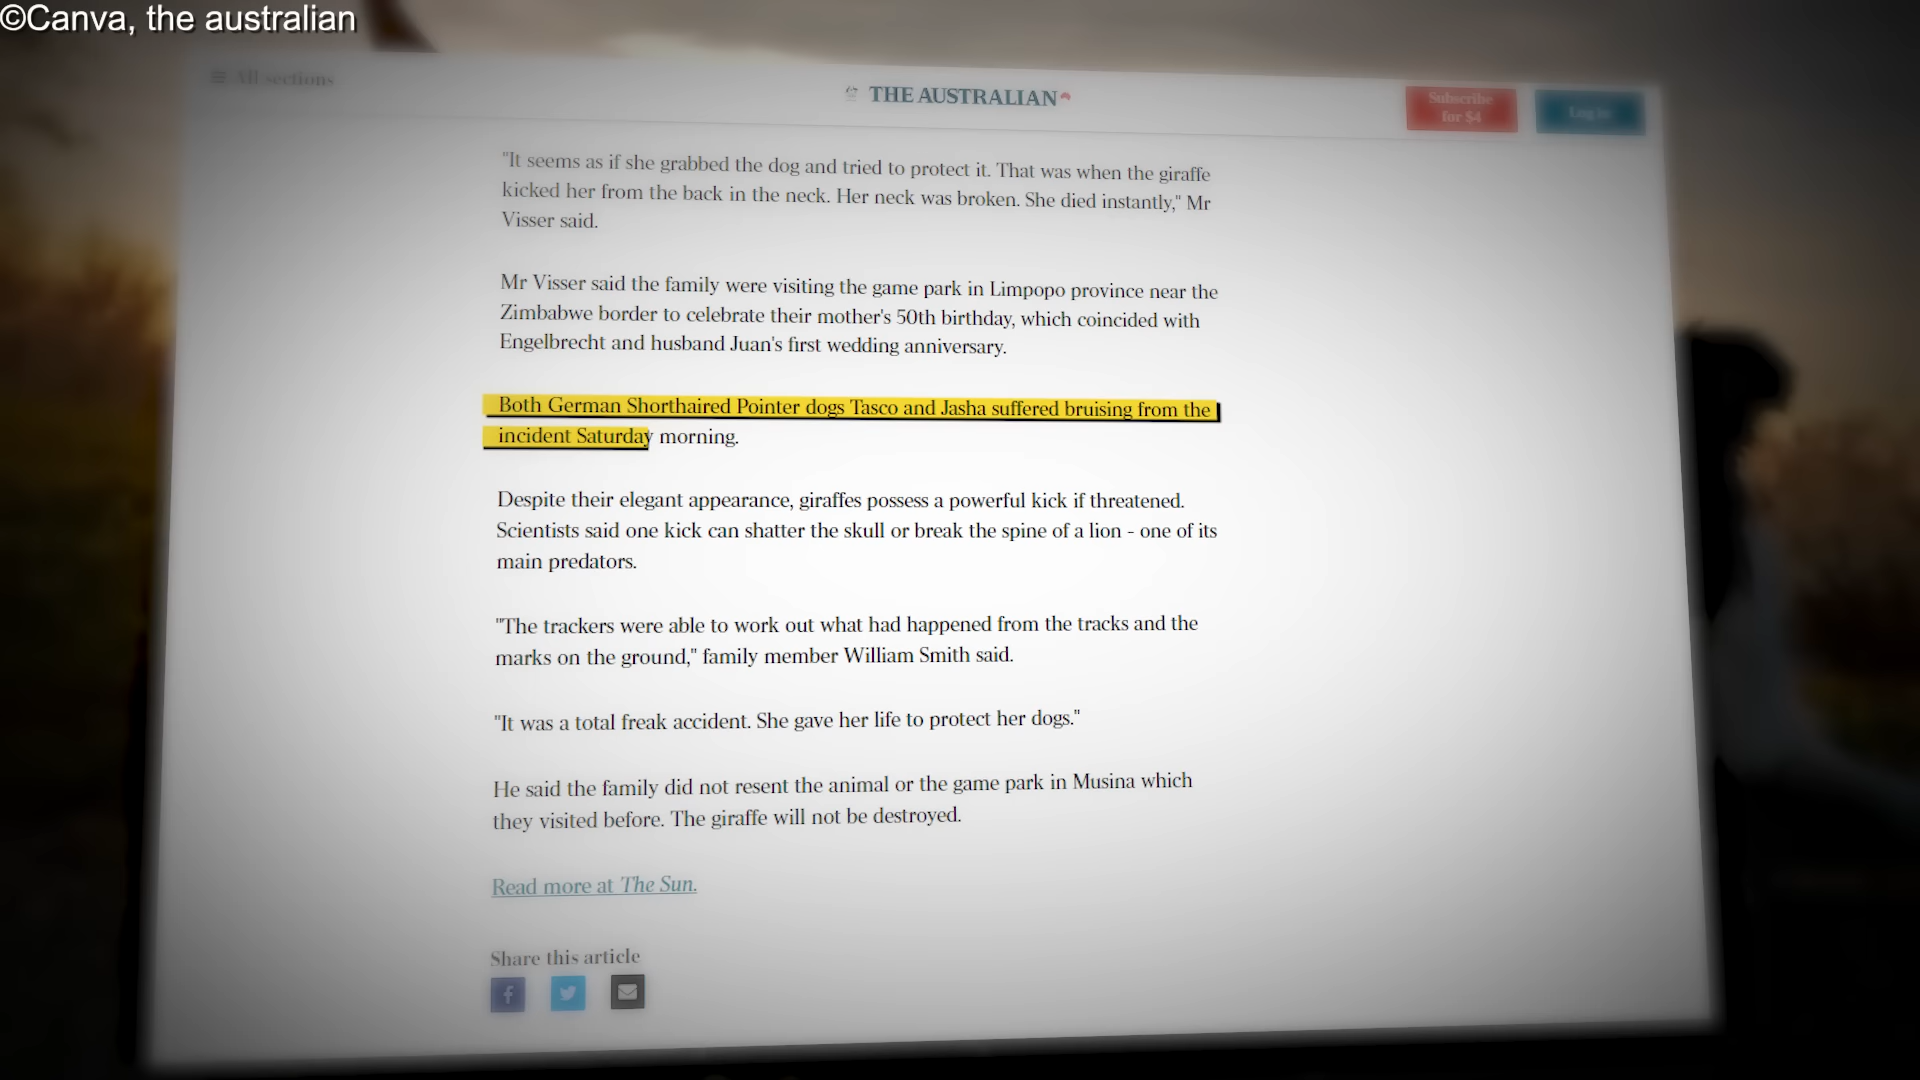 ©Canva, the australian
All sections
THE AUSTRALIAN
Subscribe
for $4
Log in
"It seems as if she grabbed the dog and tried to protect it. That was when the giraffe
kicked her from the back in the neck. Her neck was broken. She died instantly," Mr
Visser said.
Mr Visser said the family were visiting the game park in Limpopo province near the
Zimbabwe border to celebrate their mother's 50th birthday, which coincided with
Engelbrecht and husband Juan's first wedding anniversary.
Both German Shorthaired Pointer dogs Tasco and Jasha suffered bruising from the
incident Saturday morning.
Despite their elegant appearance, giraffes possess a powerful kick if threatened.
Scientists said one kick can shatter the skull or break the spine of a lion - one of its
main predators.
"The trackers were able to work out what had happened from the tracks and the
marks on the ground," family member William Smith said.
"It was a total freak accident. She gave her life to protect her dogs."
He said the family did not resent the animal or the game park in Musina which
they visited before. The giraffe will not be destroyed.
Read more at The Sun.
Share this article